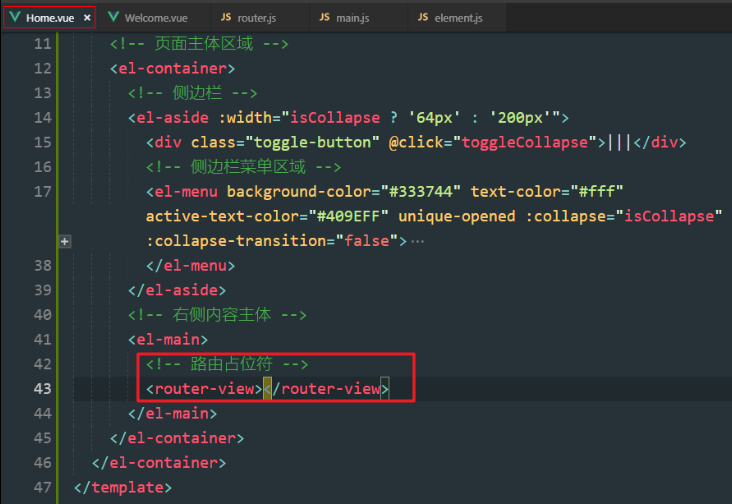 Home.vue × Welcome.vue JS router.js JS main.js JS element.js
11 <!-- 页面主体区域 -->
12 <el-container>
13 <!-- 侧边栏 -->
14 <el-aside :width="isCollapse ? '64px' : '200px'">
15 <div class="toggle-button" @click="toggleCollapse">|||</div>
16 <!-- 侧边栏菜单区域 -->
17 <el-menu background-color="#333744" text-color="#fff"
active-text-color="#409EFF" unique-opened :collapse="isCollapse"
:collapse-transition="false">…
38 </el-menu>
39 </el-aside>
40 <!-- 右侧内容主体 -->
41 <el-main>
42 <!-- 路由占位符 -->
43 <router-view></router-view>
44 </el-main>
45 </el-container>
46 </el-container>
47 </template>